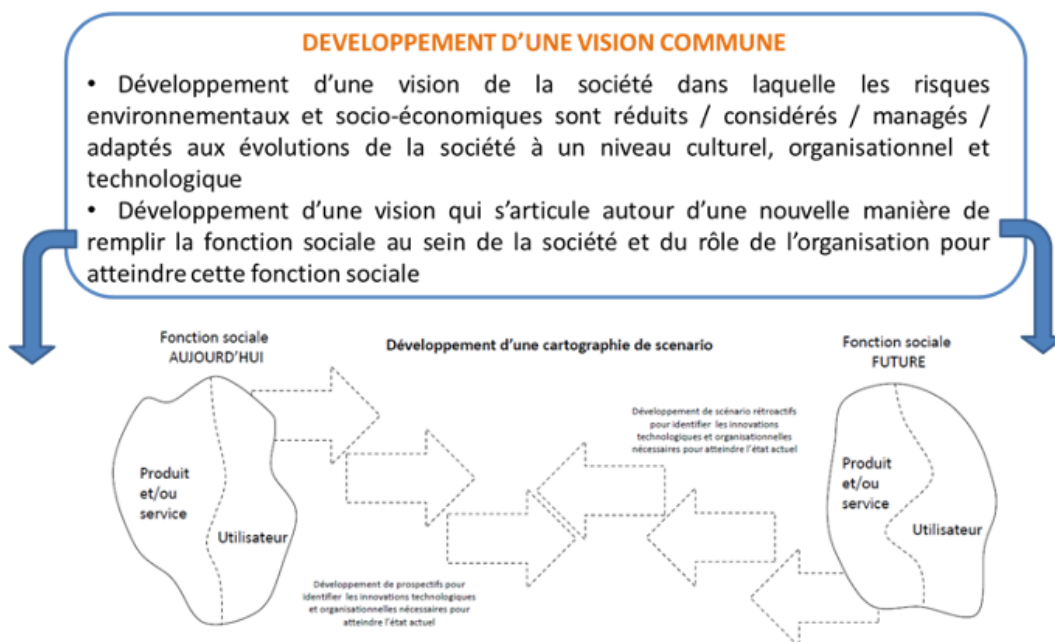 DEVELOPPEMENT D’UNE VISION COMMUNE
• Développement d’une vision de la société dans laquelle les risques
environnementaux et socio-économiques sont réduits / considérés / managés /
adaptés aux évolutions de la société à un niveau culturel, organisationnel et
technologique
• Développement d’une vision qui s’articule autour d’une nouvelle manière de
remplir la fonction sociale au sein de la société et du rôle de l’organisation pour
atteindre cette fonction sociale
Fonction sociale
AUJOURD’HUI
Développement d’une cartographie de scenario
Fonction sociale
FUTURE
Produit
et/ou
service
Utilisateur
Développement de scénario rétroactifs
pour identifier les innovations
technologiques et organisationnelles
nécessaires pour atteindre l’état actuel
Produit
et/ou
service
Utilisateur
Développement de prospectifs pour
identifier les innovations technologiques
et organisationnelles nécessaires pour
atteindre l’état actuel